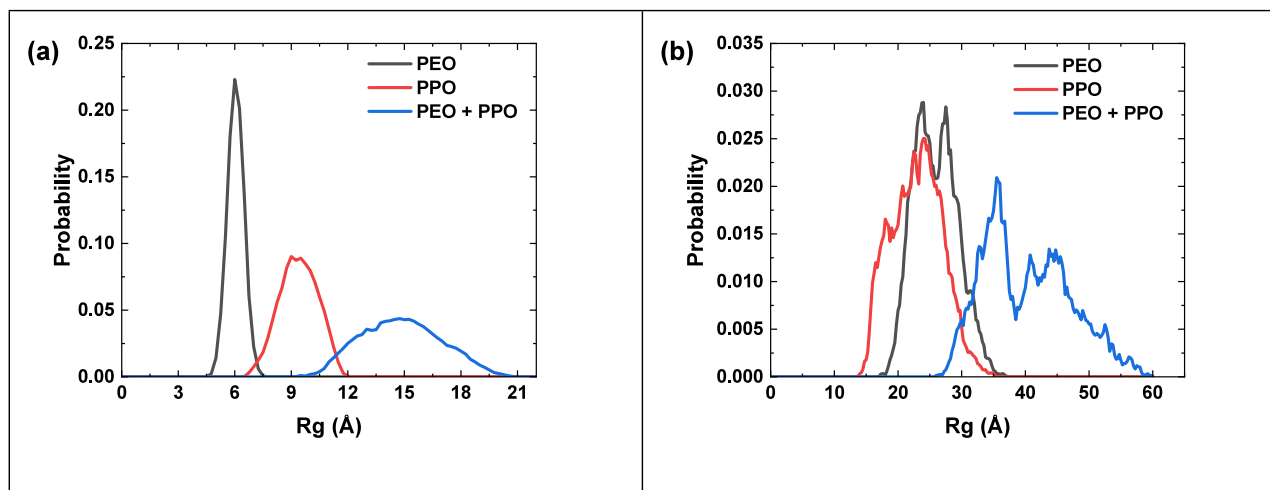 (a)
PEO
PPO
PEO + PPO
Probability
0.25
0.20
0.15
0.10
0.05
0.00
0 3 6 9 12 15 18 21
Rg (Å)
(b)
PEO
PPO
PEO + PPO
Probability
0.035
0.030
0.025
0.020
0.015
0.010
0.005
0.000
0 10 20 30 40 50 60
Rg (Å)